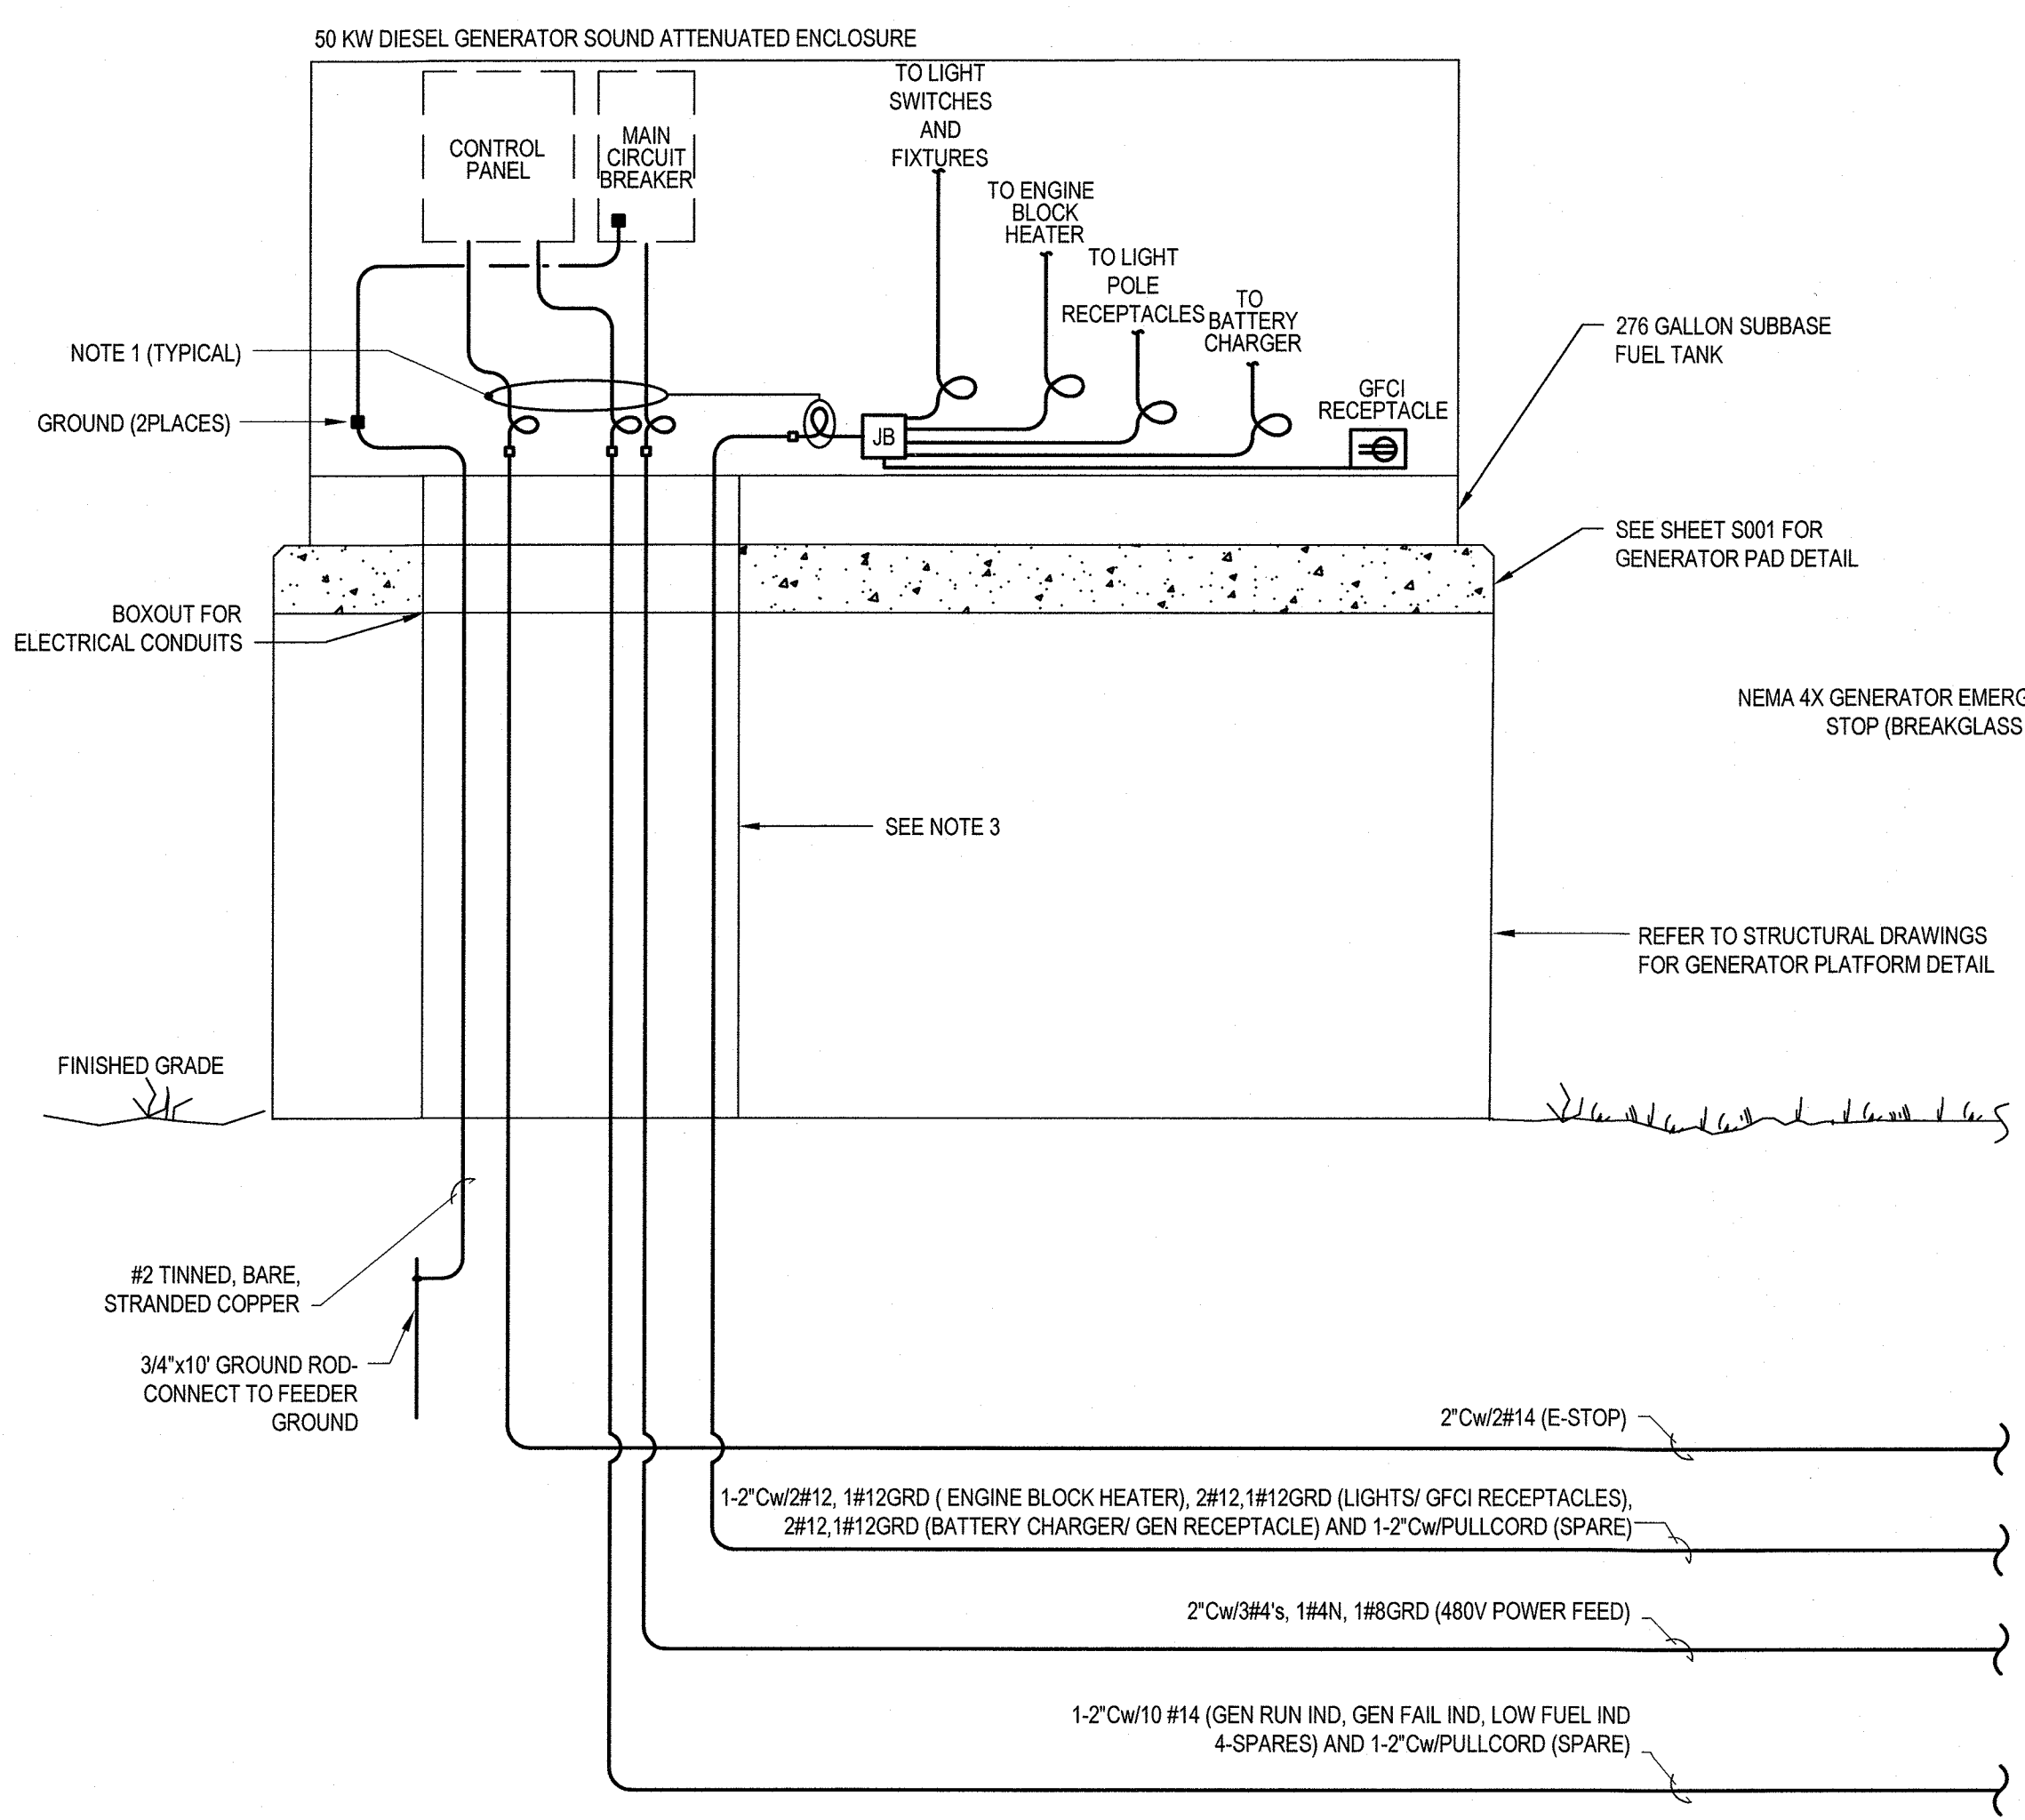 50 KW DIESEL GENERATOR SOUND ATTENUATED ENCLOSURE
CONTROL
PANEL
MAIN
CIRCUIT
BREAKER
TO LIGHT
SWITCHES
AND
FIXTURES
TO ENGINE
BLOCK
HEATER
TO LIGHT
POLE
RECEPTACLES
TO
BATTERY
CHARGER
GFCI
RECEPTACLE
JB
NOTE 1 (TYPICAL)
GROUND (2PLACES)
276 GALLON SUBBASE
FUEL TANK
SEE SHEET S001 FOR
GENERATOR PAD DETAIL
BOXOUT FOR
ELECTRICAL CONDUITS
NEMA 4X GENERATOR EMERG
STOP (BREAKGLASS
SEE NOTE 3
REFER TO STRUCTURAL DRAWINGS
FOR GENERATOR PLATFORM DETAIL
FINISHED GRADE
#2 TINNED, BARE,
STRANDED COPPER
3/4"x10' GROUND ROD-
CONNECT TO FEEDER
GROUND
2"Cw/2#14 (E-STOP)
1-2"Cw/2#12, 1#12GRD ( ENGINE BLOCK HEATER), 2#12,1#12GRD (LIGHTS/ GFCI RECEPTACLES),
2#12,1#12GRD (BATTERY CHARGER/ GEN RECEPTACLE) AND 1-2"Cw/PULLCORD (SPARE)
2"Cw/3#4's, 1#4N, 1#8GRD (480V POWER FEED)
1-2"Cw/10 #14 (GEN RUN IND, GEN FAIL IND, LOW FUEL IND
4-SPARES) AND 1-2"Cw/PULLCORD (SPARE)